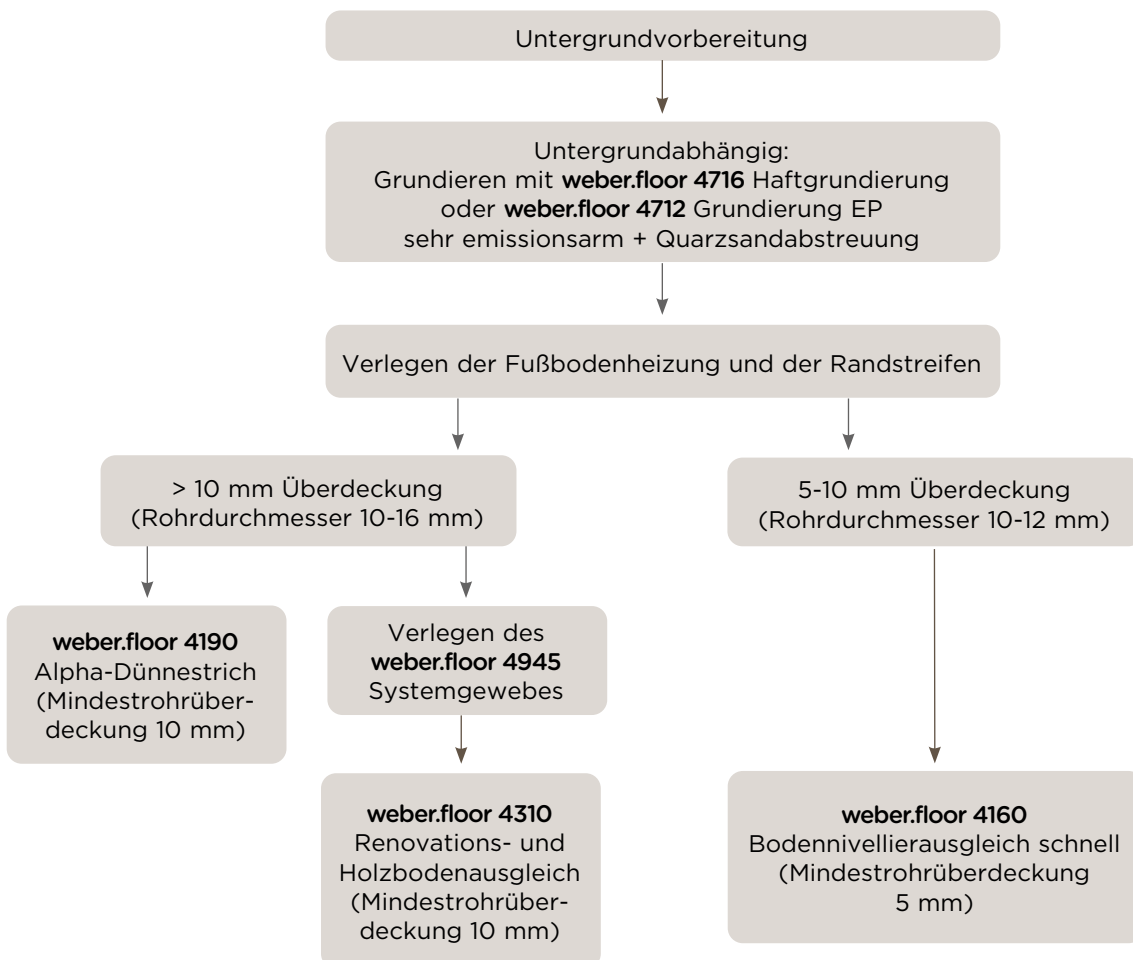 Untergrundvorbereitung
Untergrundabhängig:
Grundieren mit weber.floor 4716 Haftgrundierung
oder weber.floor 4712 Grundierung EP
sehr emissionsarm + Quarzsandabstreuung
Verlegen der Fußbodenheizung und der Randstreifen
> 10 mm Überdeckung
(Rohrdurchmesser 10-16 mm)
5-10 mm Überdeckung
(Rohrdurchmesser 10-12 mm)
weber.floor 4190
Alpha-Dünnestrich
(Mindestrohrüber-
deckung 10 mm)
Verlegen des
weber.floor 4945
Systemgewebes
weber.floor 4310
Renovations- und
Holzbodenausgleich
(Mindestrohrüber-
deckung 10 mm)
weber.floor 4160
Bodennivellierausgleich schnell
(Mindestrohrüberdeckung
5 mm)